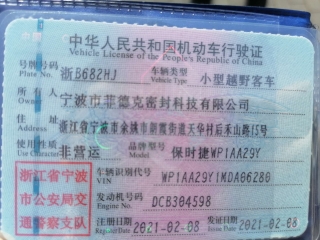 中华人民共和国机动车行驶证
Vehicle License of the People's Republic of China
号牌号码 浙B682HJ 车辆类型 小型越野客车
Plate No. Vehicle Type
所有人 宁波市菲德克密封科技有限公司
Owner
住址 浙江省宁波市余姚市朗霞街道天华村后禾山路15号
Address
使用性质 非营运 品牌型号 保时捷WP1AA29Y
Use Character Model
浙江省宁波 车辆识别代号 WP1AA29Y1MDA06286
VIN
市公安局交 发动机号码 DCB304598
Engine No.
通警察支队 注册日期 2021-02-08 发证日期 2021-02-08
Register Date Issue Date